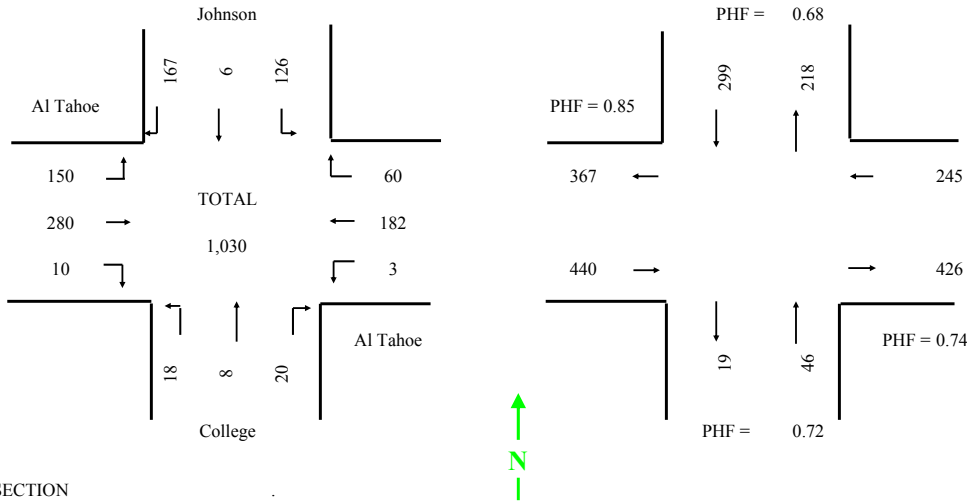 Johnson
PHF = 0.68
167 6 126
299 218
Al Tahoe
PHF = 0.85
150
60
367
245
TOTAL
280
182
1,030
10
3
440
426
Al Tahoe
PHF = 0.74
18 8 20
19 46
College
PHF = 0.72
N
SECTION .